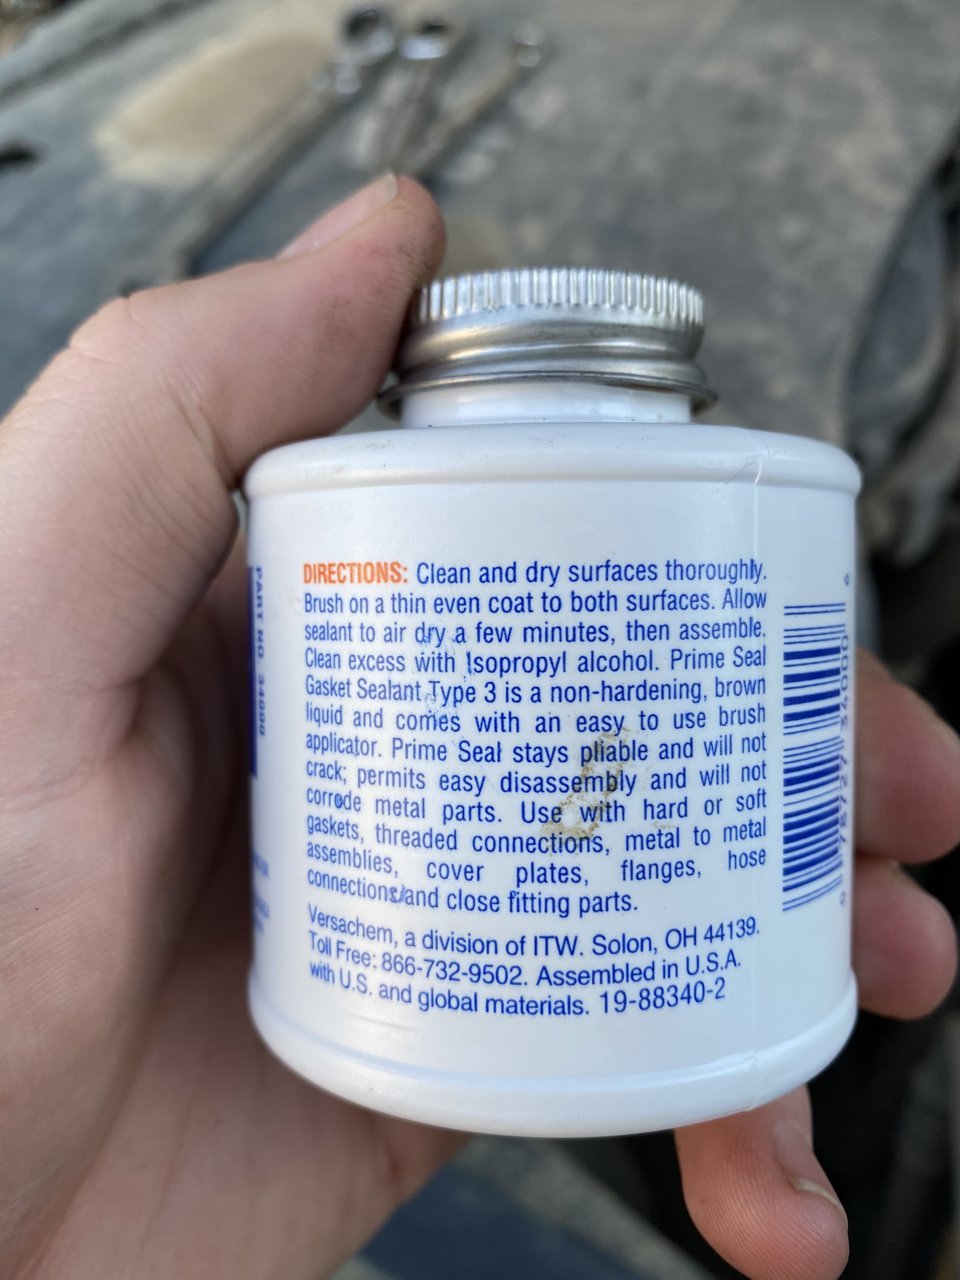 DIRECTIONS: Clean and dry surfaces thoroughly.
Brush on a thin even coat to both surfaces. Allow
sealant to air dry a few minutes, then assemble.
Clean excess with Isopropyl alcohol. Prime Seal
Gasket Sealant Type 3 is a non-hardening, brown
liquid and comes with an easy to use brush
applicator. Prime Seal stays pliable and will not
crack; permits easy disassembly and will not
corrode metal parts. Use with hard or soft
gaskets, threaded connections, metal to metal
assemblies, cover plates, flanges, hose
connections and close fitting parts.
Versachem, a division of ITW. Solon, OH 44139.
Toll Free: 866-732-9502. Assembled in U.S.A.
with U.S. and global materials. 19-88340-2
PART NO. 34000